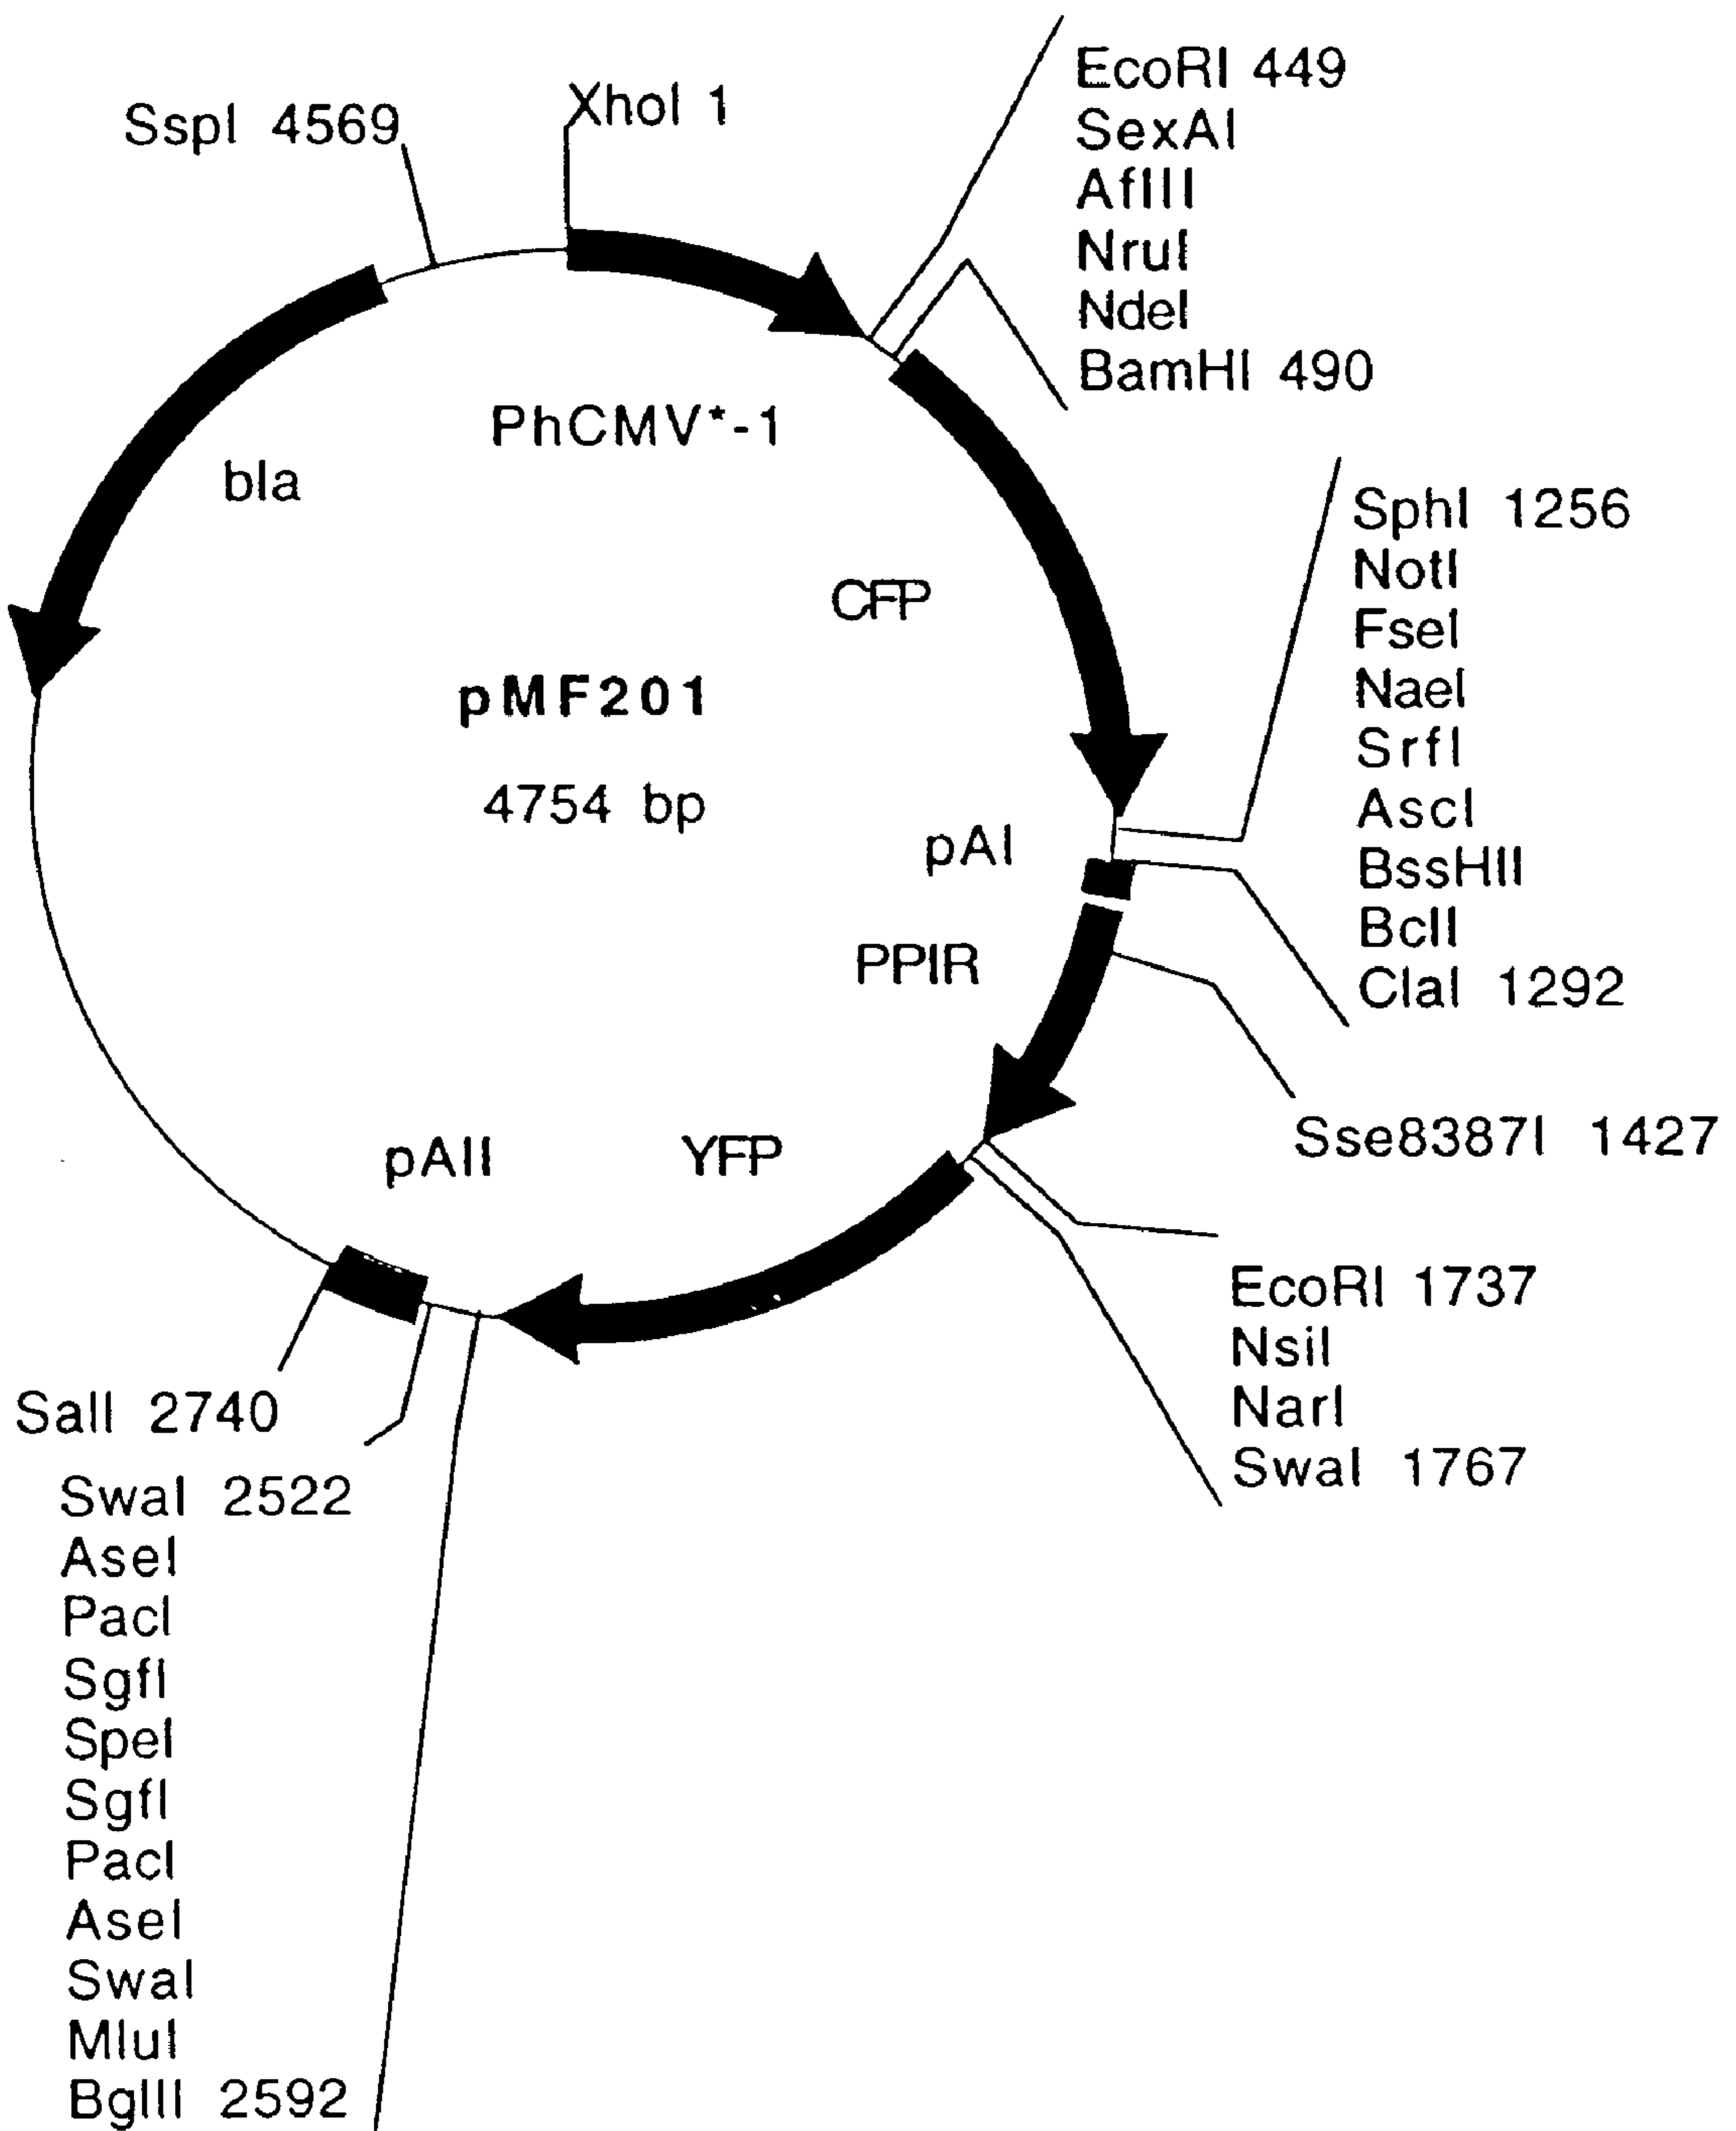 XhoI 1
SspI 4569
EcoRI 449
SexAI
AflII
NruI
NdeI
BamHI 490
PhCMV*-1
bla
CFP
SphI 1256
NotI
FseI
NaeI
SrfI
AscI
BssHII
BclI
ClaI 1292
pMF201
4754 bp
pAI
PPIR
Sse8387I 1427
pAII
YFP
EcoRI 1737
NsiI
NarI
SwaI 1767
SalI 2740
SwaI 2522
AseI
PacI
SgfI
SpeI
SgfI
PacI
AseI
SwaI
MluI
BglII 2592